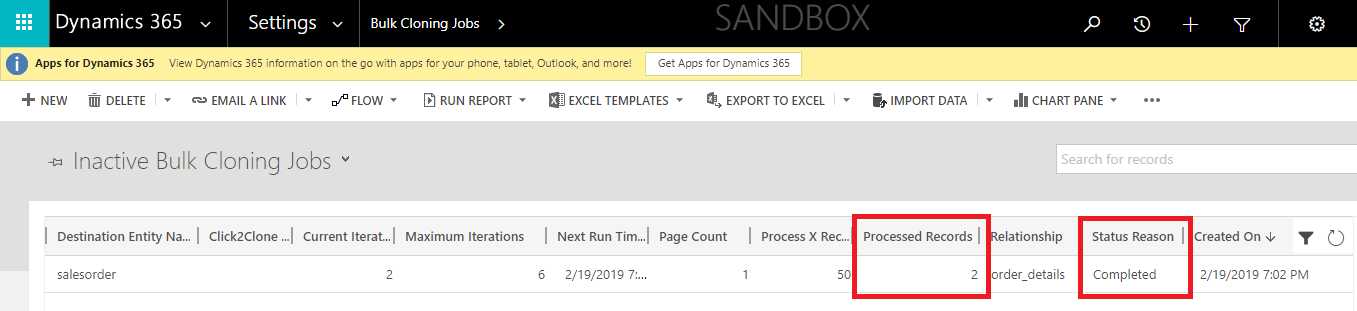 Dynamics 365 Settings Bulk Cloning Jobs SANDBOX
Apps for Dynamics 365 View Dynamics 365 information on the go with apps for your phone, tablet, Outlook, and more! Get Apps for Dynamics 365
NEW DELETE EMAIL A LINK FLOW RUN REPORT EXCEL TEMPLATES EXPORT TO EXCEL IMPORT DATA CHART PANE
Inactive Bulk Cloning Jobs Search for records
Destination Entity Na... Click2Clone ... Current Iterat... Maximum Iterations Next Run Tim... Page Count Process X Rec... Processed Records Relationship Status Reason Created On
salesorder 2 6 2/19/2019 7:... 1 50 2 order_details Completed 2/19/2019 7:02 PM